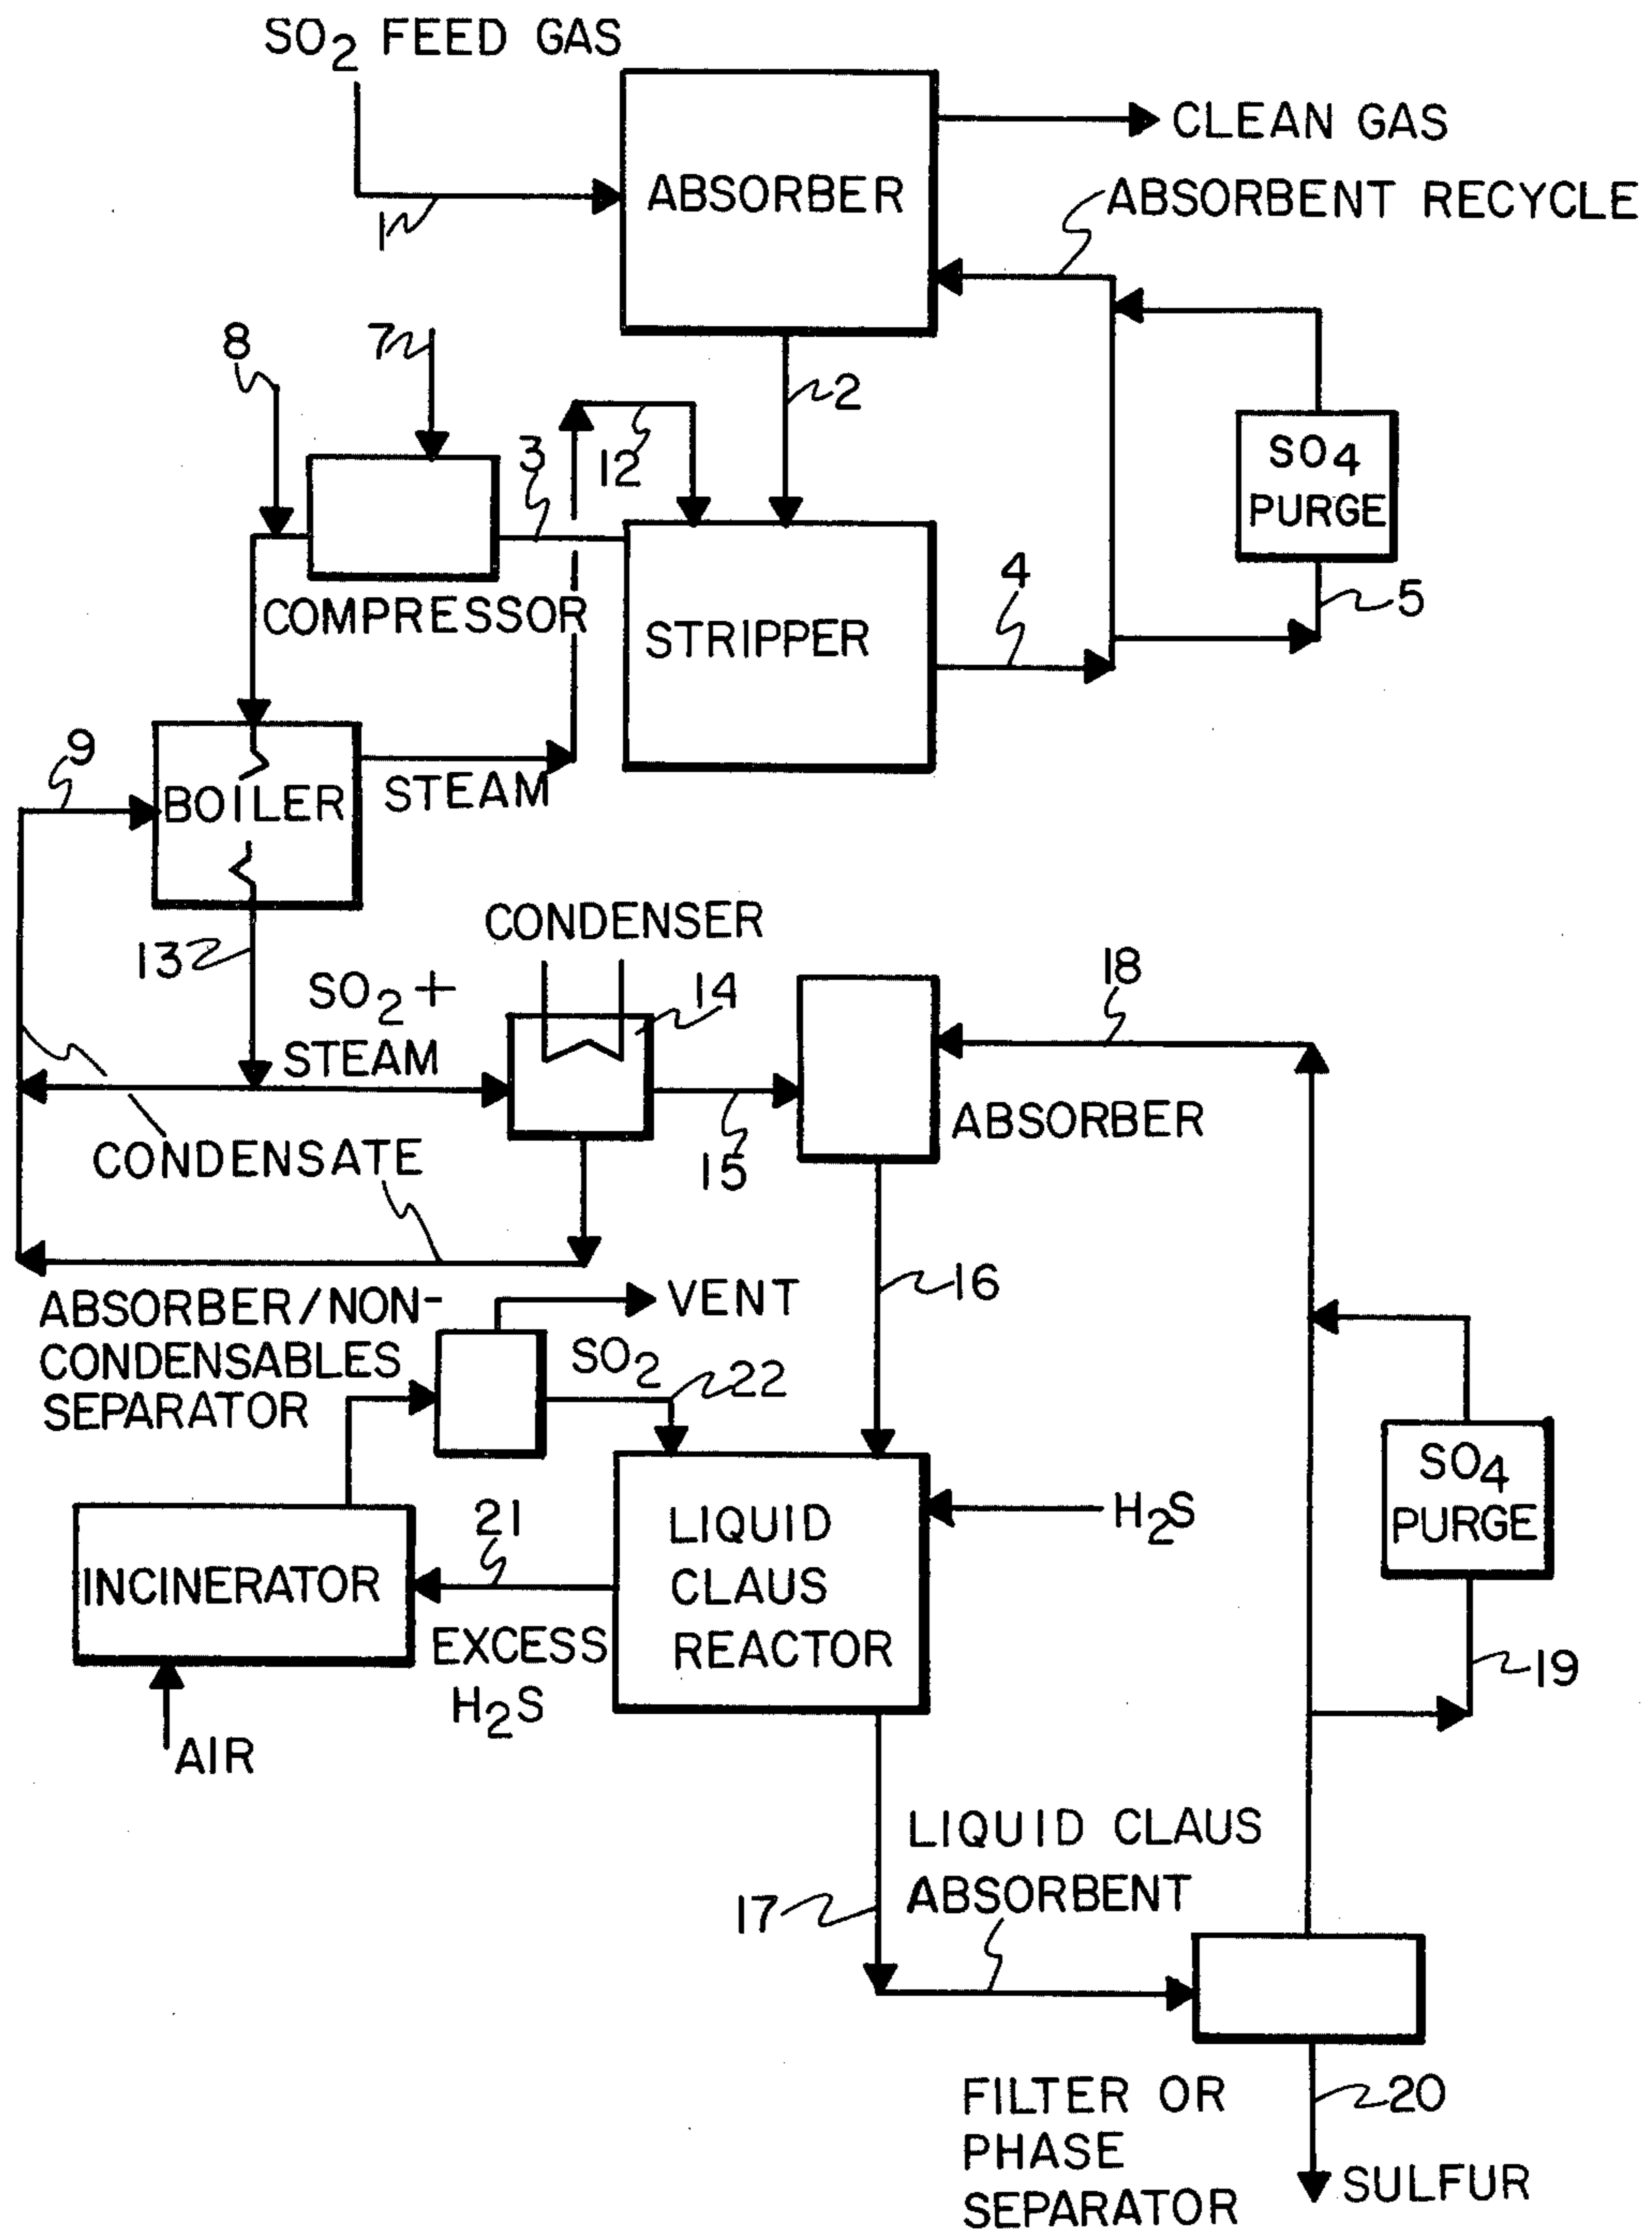 SO2 FEED GAS
CLEAN GAS
ABSORBER
ABSORBENT RECYCLE
1
8
7
2
3
12
SO4
PURGE
COMPRESSOR
4
5
STRIPPER
9
BOILER
STEAM
CONDENSER
13
SO2 +
STEAM
14
18
ABSORBER
CONDENSATE
15
16
ABSORBER/NON-
CONDENSABLES
SEPARATOR
VENT
SO2
22
SO4
PURGE
H2S
21
LIQUID
CLAUS
REACTOR
INCINERATOR
EXCESS
H2S
19
AIR
LIQUID CLAUS
ABSORBENT
17
20
FILTER OR
PHASE
SEPARATOR
SULFUR